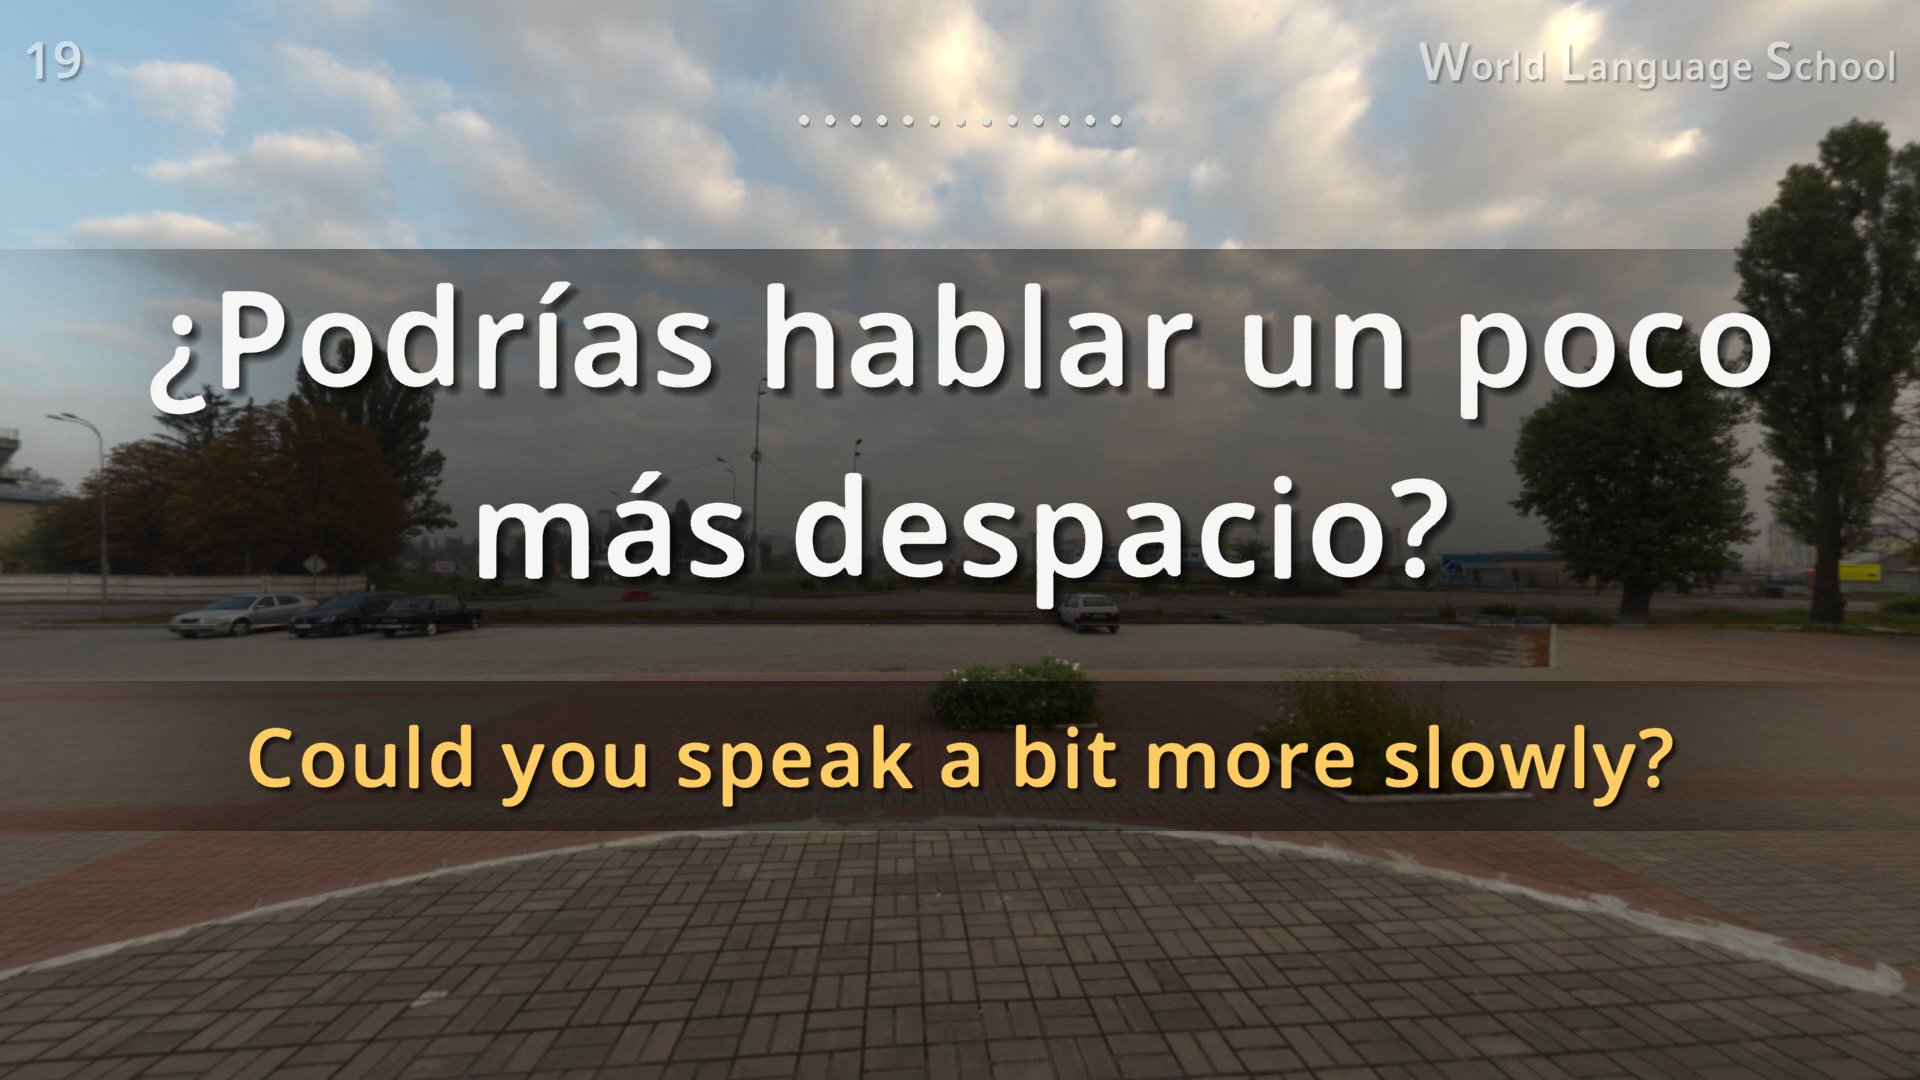 19
World Language School
¿Podrías hablar un poco
más despacio?
Could you speak a bit more slowly?